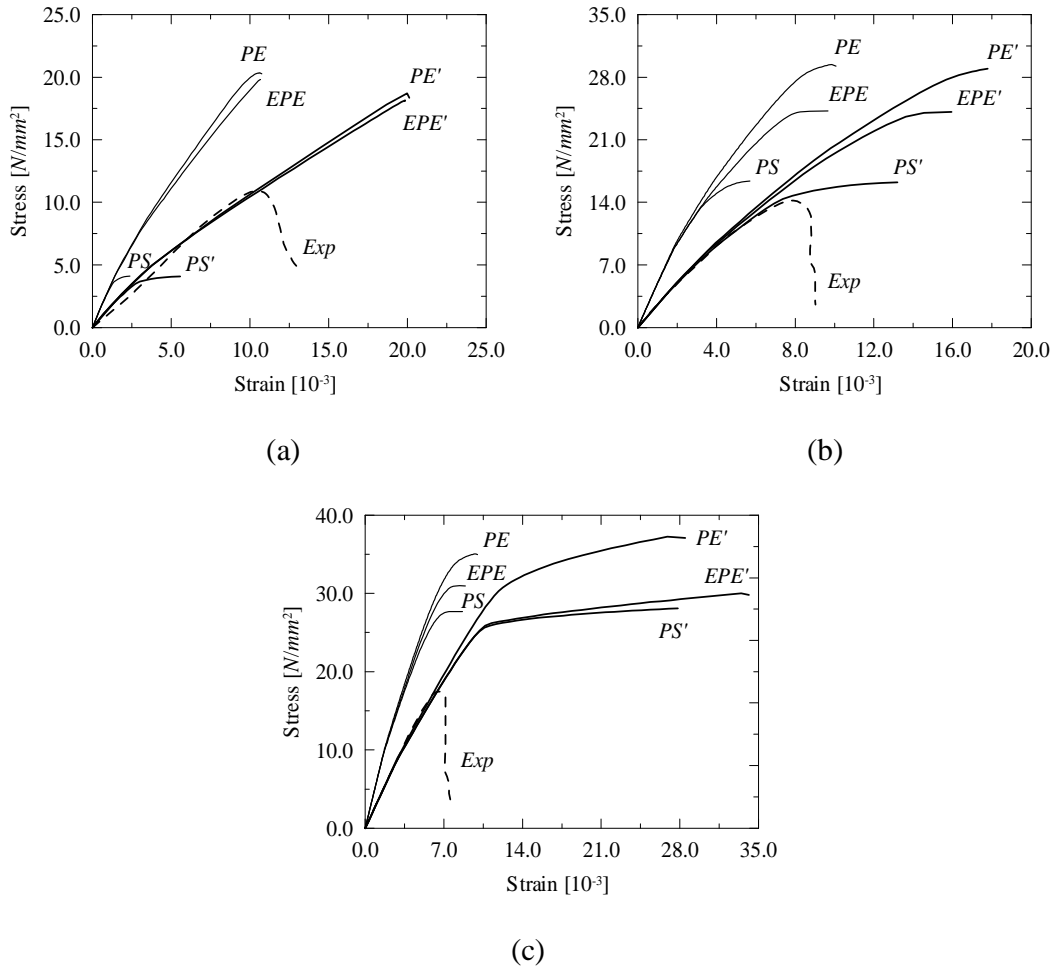 25.0
20.0
15.0
10.0
5.0
0.0
Stress [N/mm²]
PE
EPE
PE'
EPE'
PS
PS'
Exp
0.0 5.0 10.0 15.0 20.0 25.0
Strain [10⁻³]
(a)
35.0
28.0
21.0
14.0
7.0
0.0
Stress [N/mm²]
PE
EPE
PS
PE'
EPE'
PS'
Exp
0.0 4.0 8.0 12.0 16.0 20.0
Strain [10⁻³]
(b)
40.0
30.0
20.0
10.0
0.0
Stress [N/mm²]
PE
EPE
PS
PE'
EPE'
PS'
Exp
0.0 7.0 14.0 21.0 28.0 35.0
Strain [10⁻³]
(c)